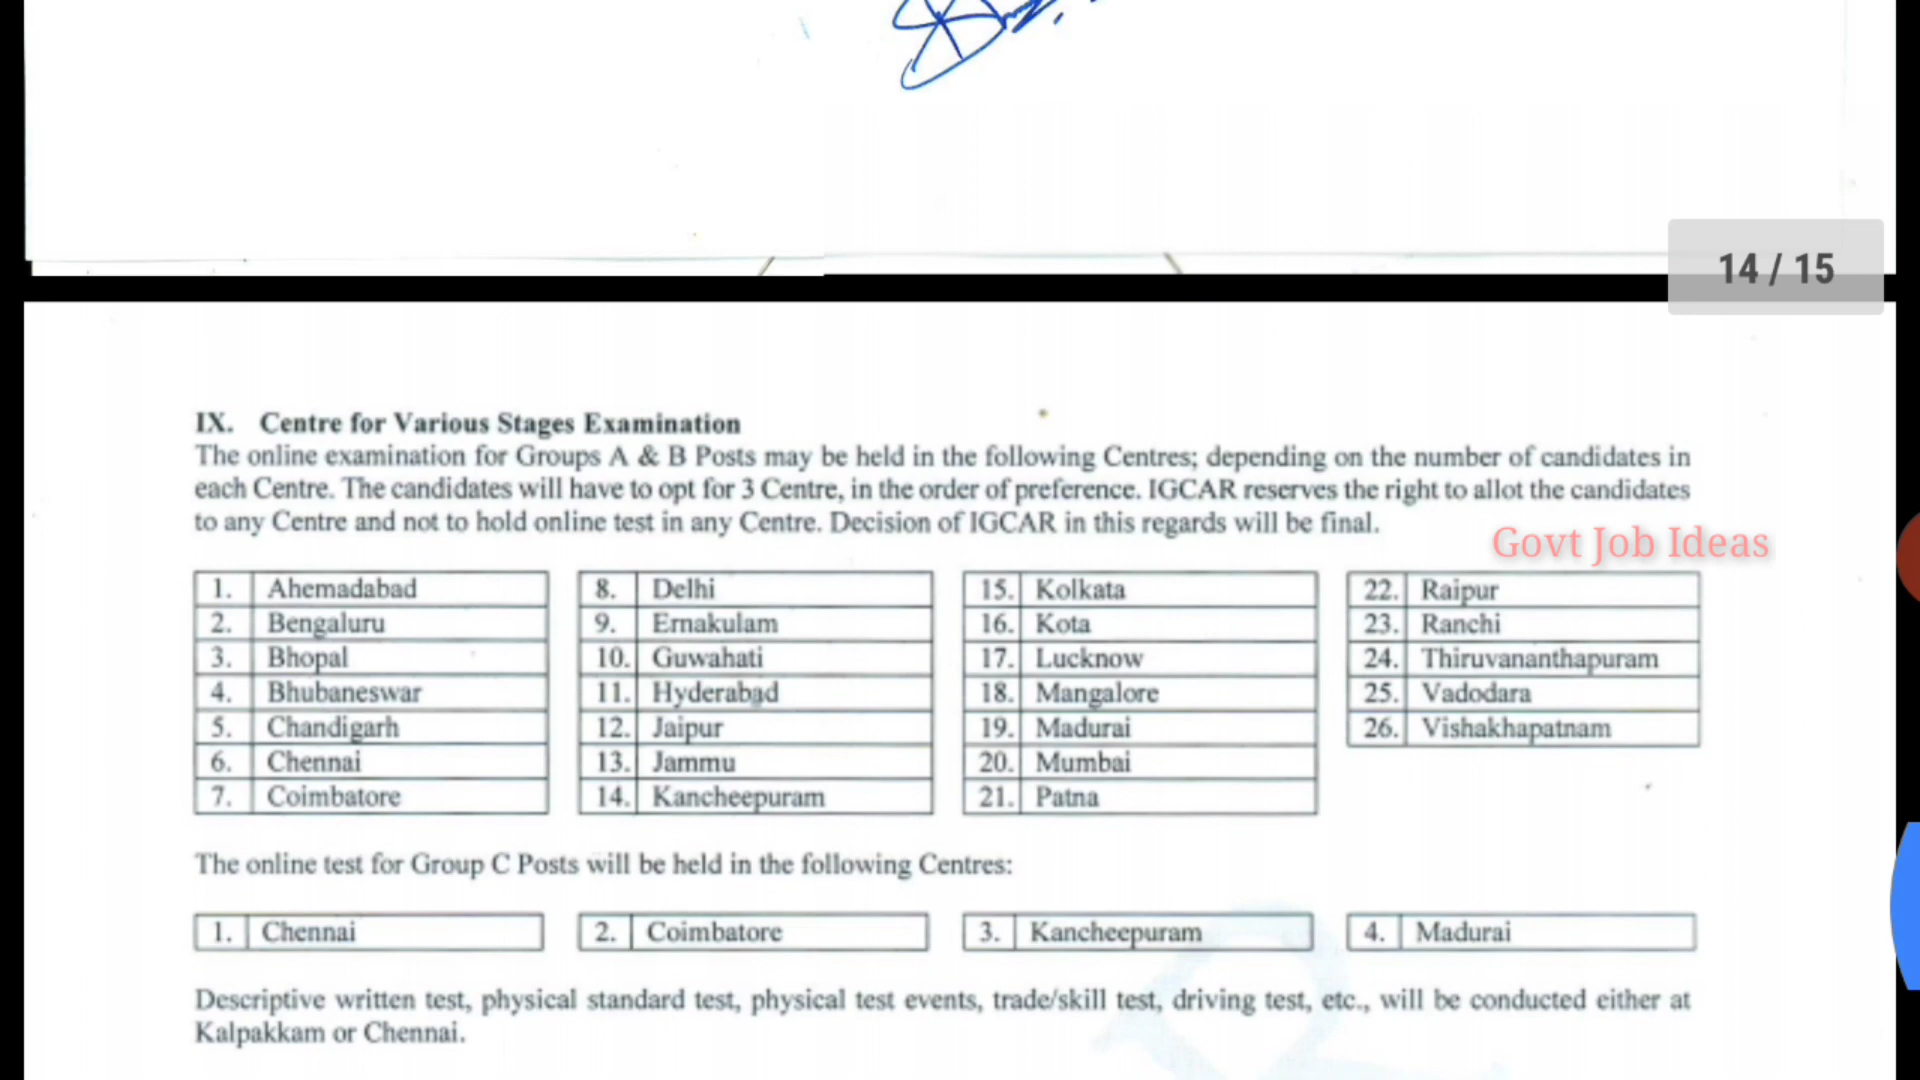 14 / 15
IX. Centre for Various Stages Examination
The online examination for Groups A & B Posts may be held in the following Centres; depending on the number of candidates in
each Centre. The candidates will have to opt for 3 Centre, in the order of preference. IGCAR reserves the right to allot the candidates
to any Centre and not to hold online test in any Centre. Decision of IGCAR in this regards will be final.
Govt Job Ideas
1. Ahemadabad 8. Delhi 15. Kolkata 22. Raipur
2. Bengaluru 9. Ernakulam 16. Kota 23. Ranchi
3. Bhopal 10. Guwahati 17. Lucknow 24. Thiruvananthapuram
4. Bhubaneswar 11. Hyderabad 18. Mangalore 25. Vadodara
5. Chandigarh 12. Jaipur 19. Madurai 26. Vishakhapatnam
6. Chennai 13. Jammu 20. Mumbai
7. Coimbatore 14. Kancheepuram 21. Patna
The online test for Group C Posts will be held in the following Centres:
1. Chennai 2. Coimbatore 3. Kancheepuram 4. Madurai
Descriptive written test, physical standard test, physical test events, trade/skill test, driving test, etc., will be conducted either at
Kalpakkam or Chennai.